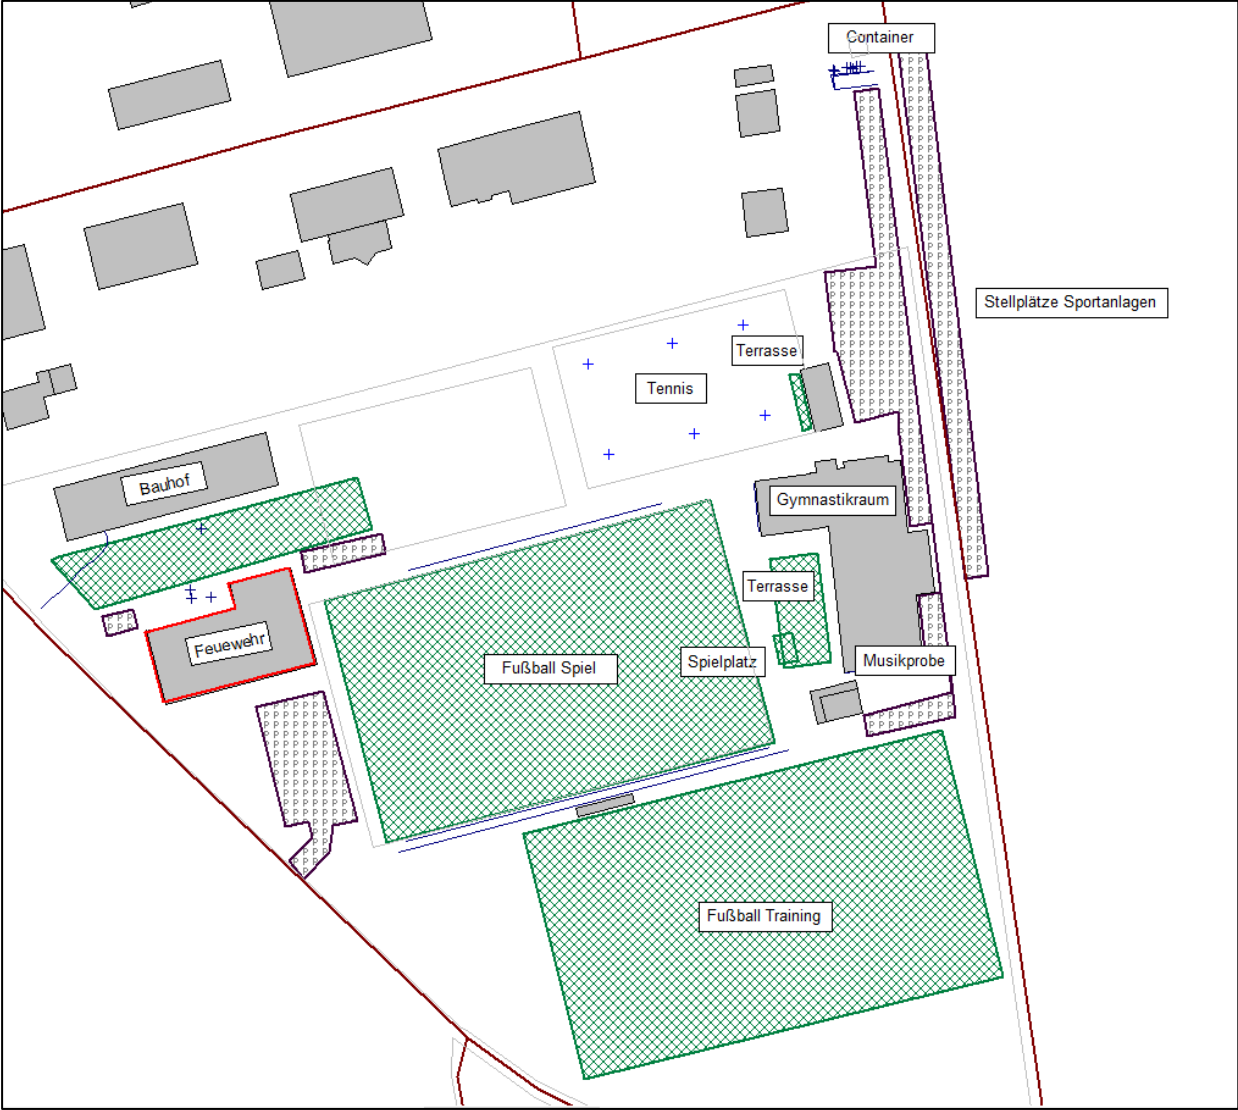 Container
Stellplätze Sportanlagen
Terrasse
Tennis
Bauhof
Gymnastikraum
Terrasse
Feuewehr
Fußball Spiel
Spielplatz
Musikprobe
Fußball Training